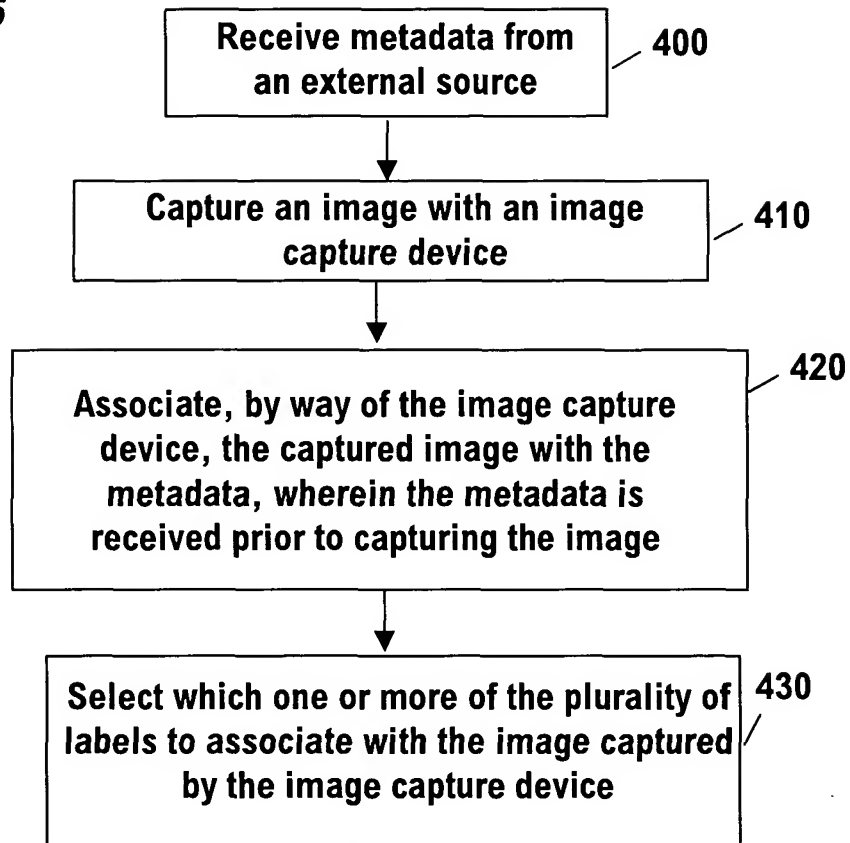 5
Receive metadata from
an external source
400
Capture an image with an image
capture device
410
Associate, by way of the image capture
device, the captured image with the
metadata, wherein the metadata is
received prior to capturing the image
420
Select which one or more of the plurality of
labels to associate with the image captured
by the image capture device
430